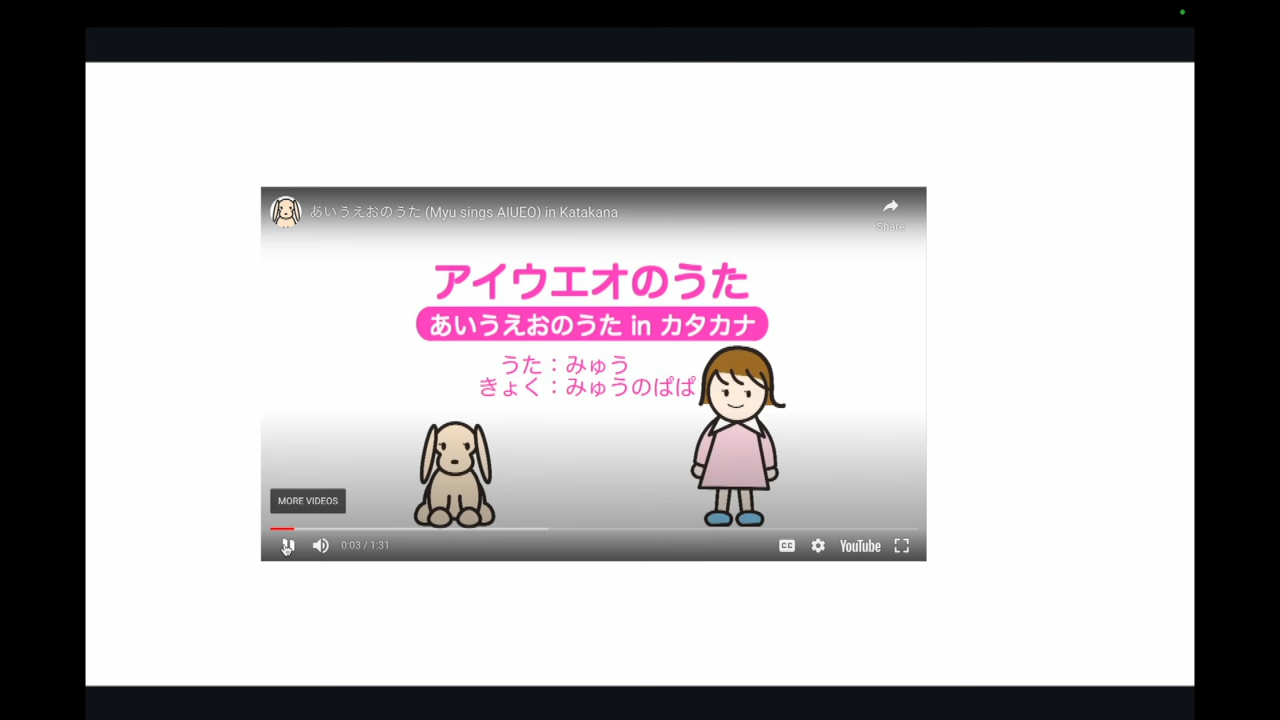 あいうえおのうた (Myu sings AIUEO) in Katakana
Share
アイウエオのうた
あいうえおのうた in カタカナ
うた：みゅう
きょく：みゅうのぱぱ
MORE VIDEOS
0:03 / 1:31
CC
YouTube